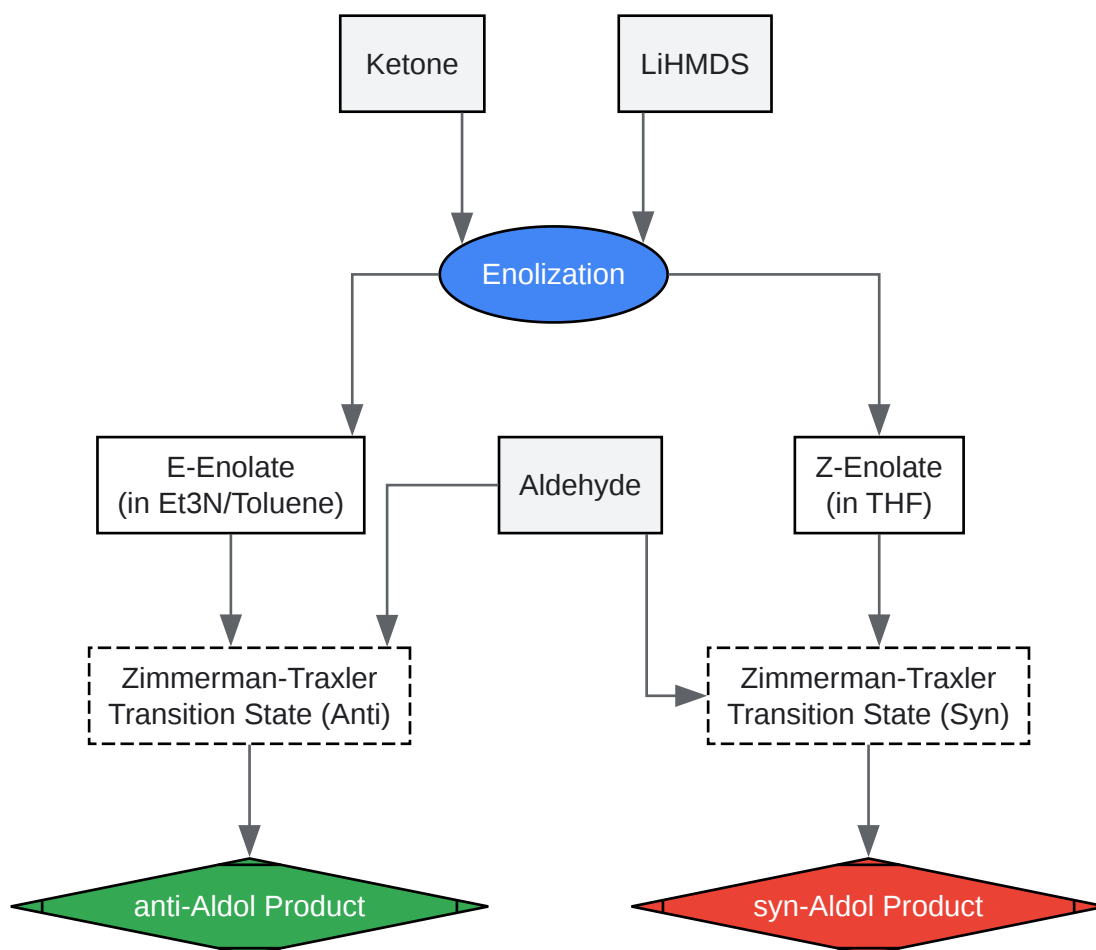 Ketone
LiHMDS
Enolization
E-Enolate
(in Et3N/Toluene)
Aldehyde
Z-Enolate
(in THF)
Zimmerman-Traxler
Transition State (Anti)
Zimmerman-Traxler
Transition State (Syn)
anti-Aldol Product
syn-Aldol Product